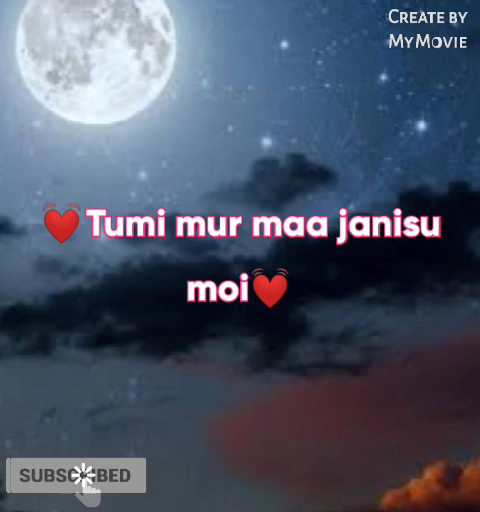 CREATE BY
MYMOVIE
💓Tumi mur maa janisu
moi💓
SUBSCRIBED